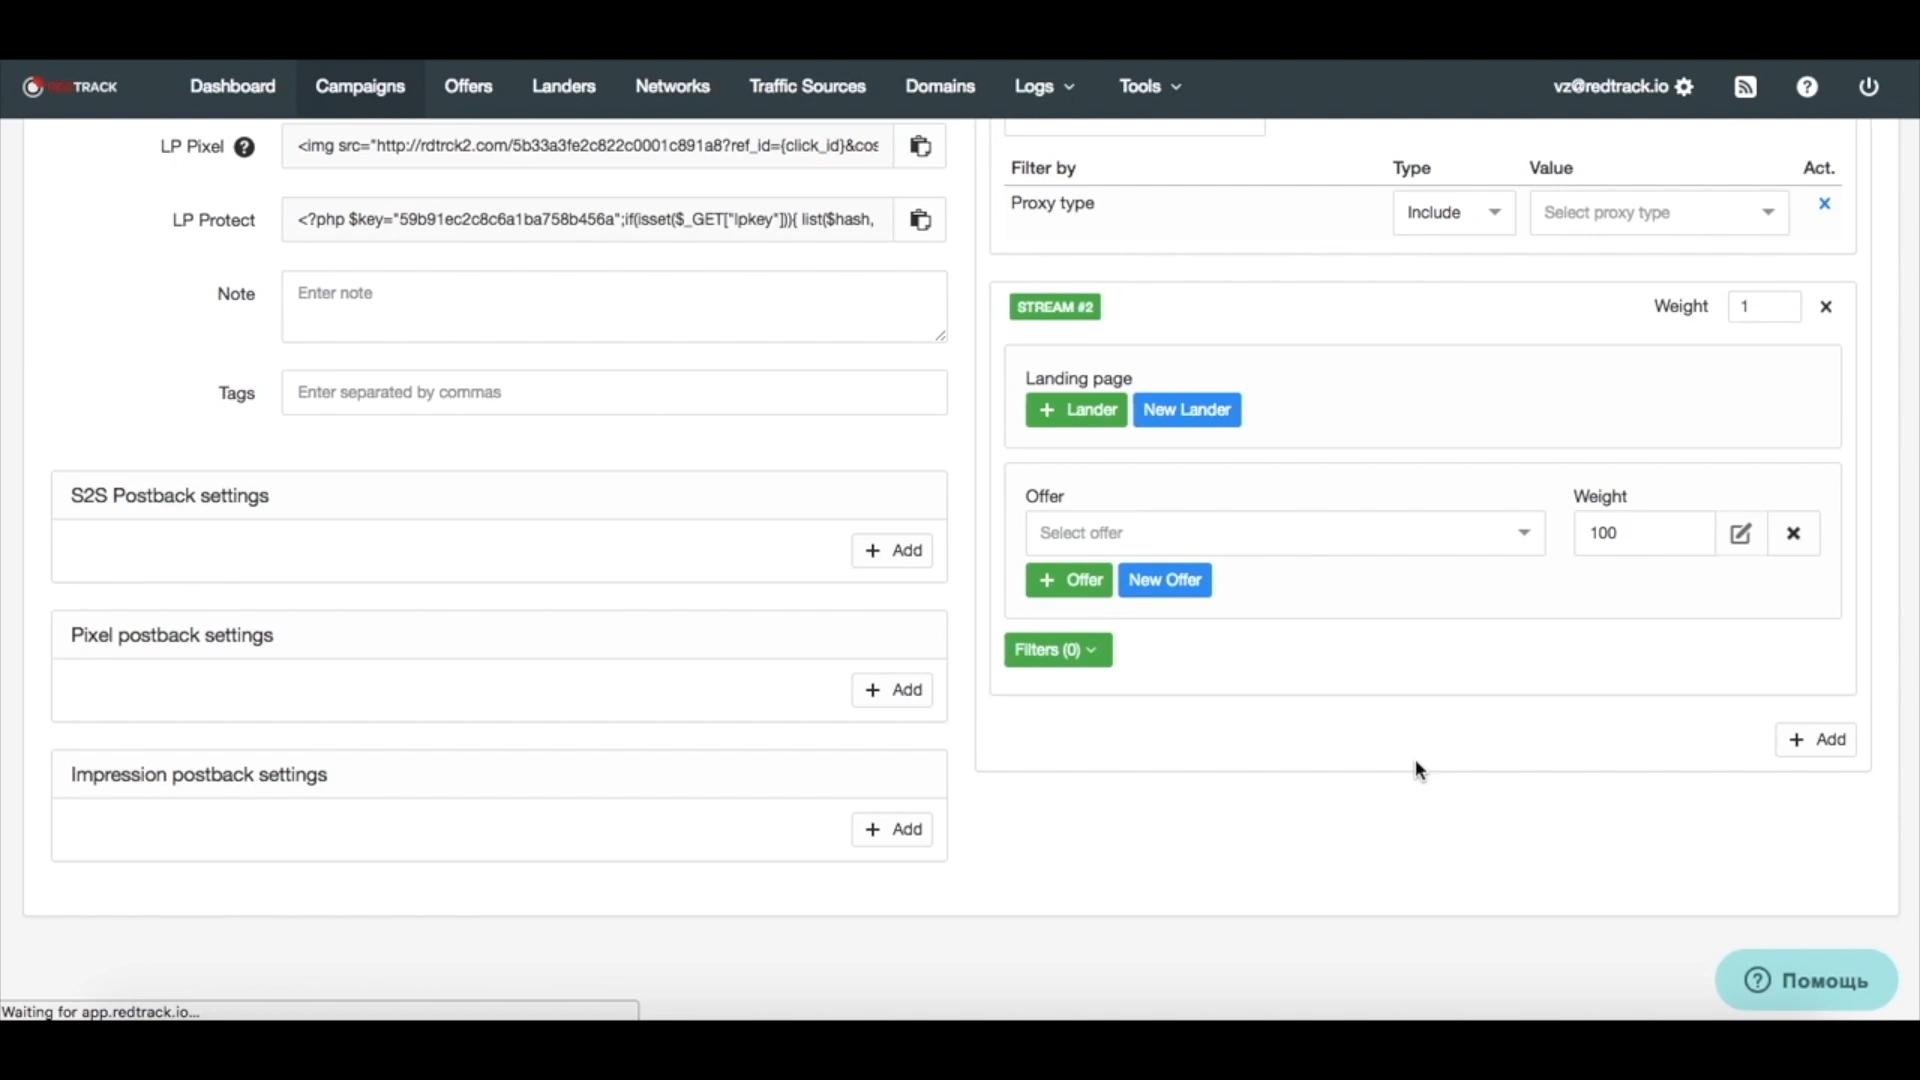 REDTRACK
Dashboard
Campaigns
Offers
Landers
Networks
Traffic Sources
Domains
Logs
Tools
vz@redtrack.io
LP Pixel
<img src="http://rdtrck2.com/5b33a3fe2c822c0001c891a8?ref_id={click_id}&cos
LP Protect
<?php $key="59b91ec2c8c6a1ba758b456a";if(isset($_GET["lpkey"])){ list($hash,
Note
Enter note
Tags
Enter separated by commas
S2S Postback settings
+ Add
Pixel postback settings
+ Add
Impression postback settings
+ Add
Filter by
Type
Value
Act.
Proxy type
Include
Select proxy type
STREAM #2
Weight
1
Landing page
+ Lander
New Lander
Offer
Weight
Select offer
100
+ Offer
New Offer
Filters (0)
+ Add
Помощь
Waiting for app.redtrack.io...